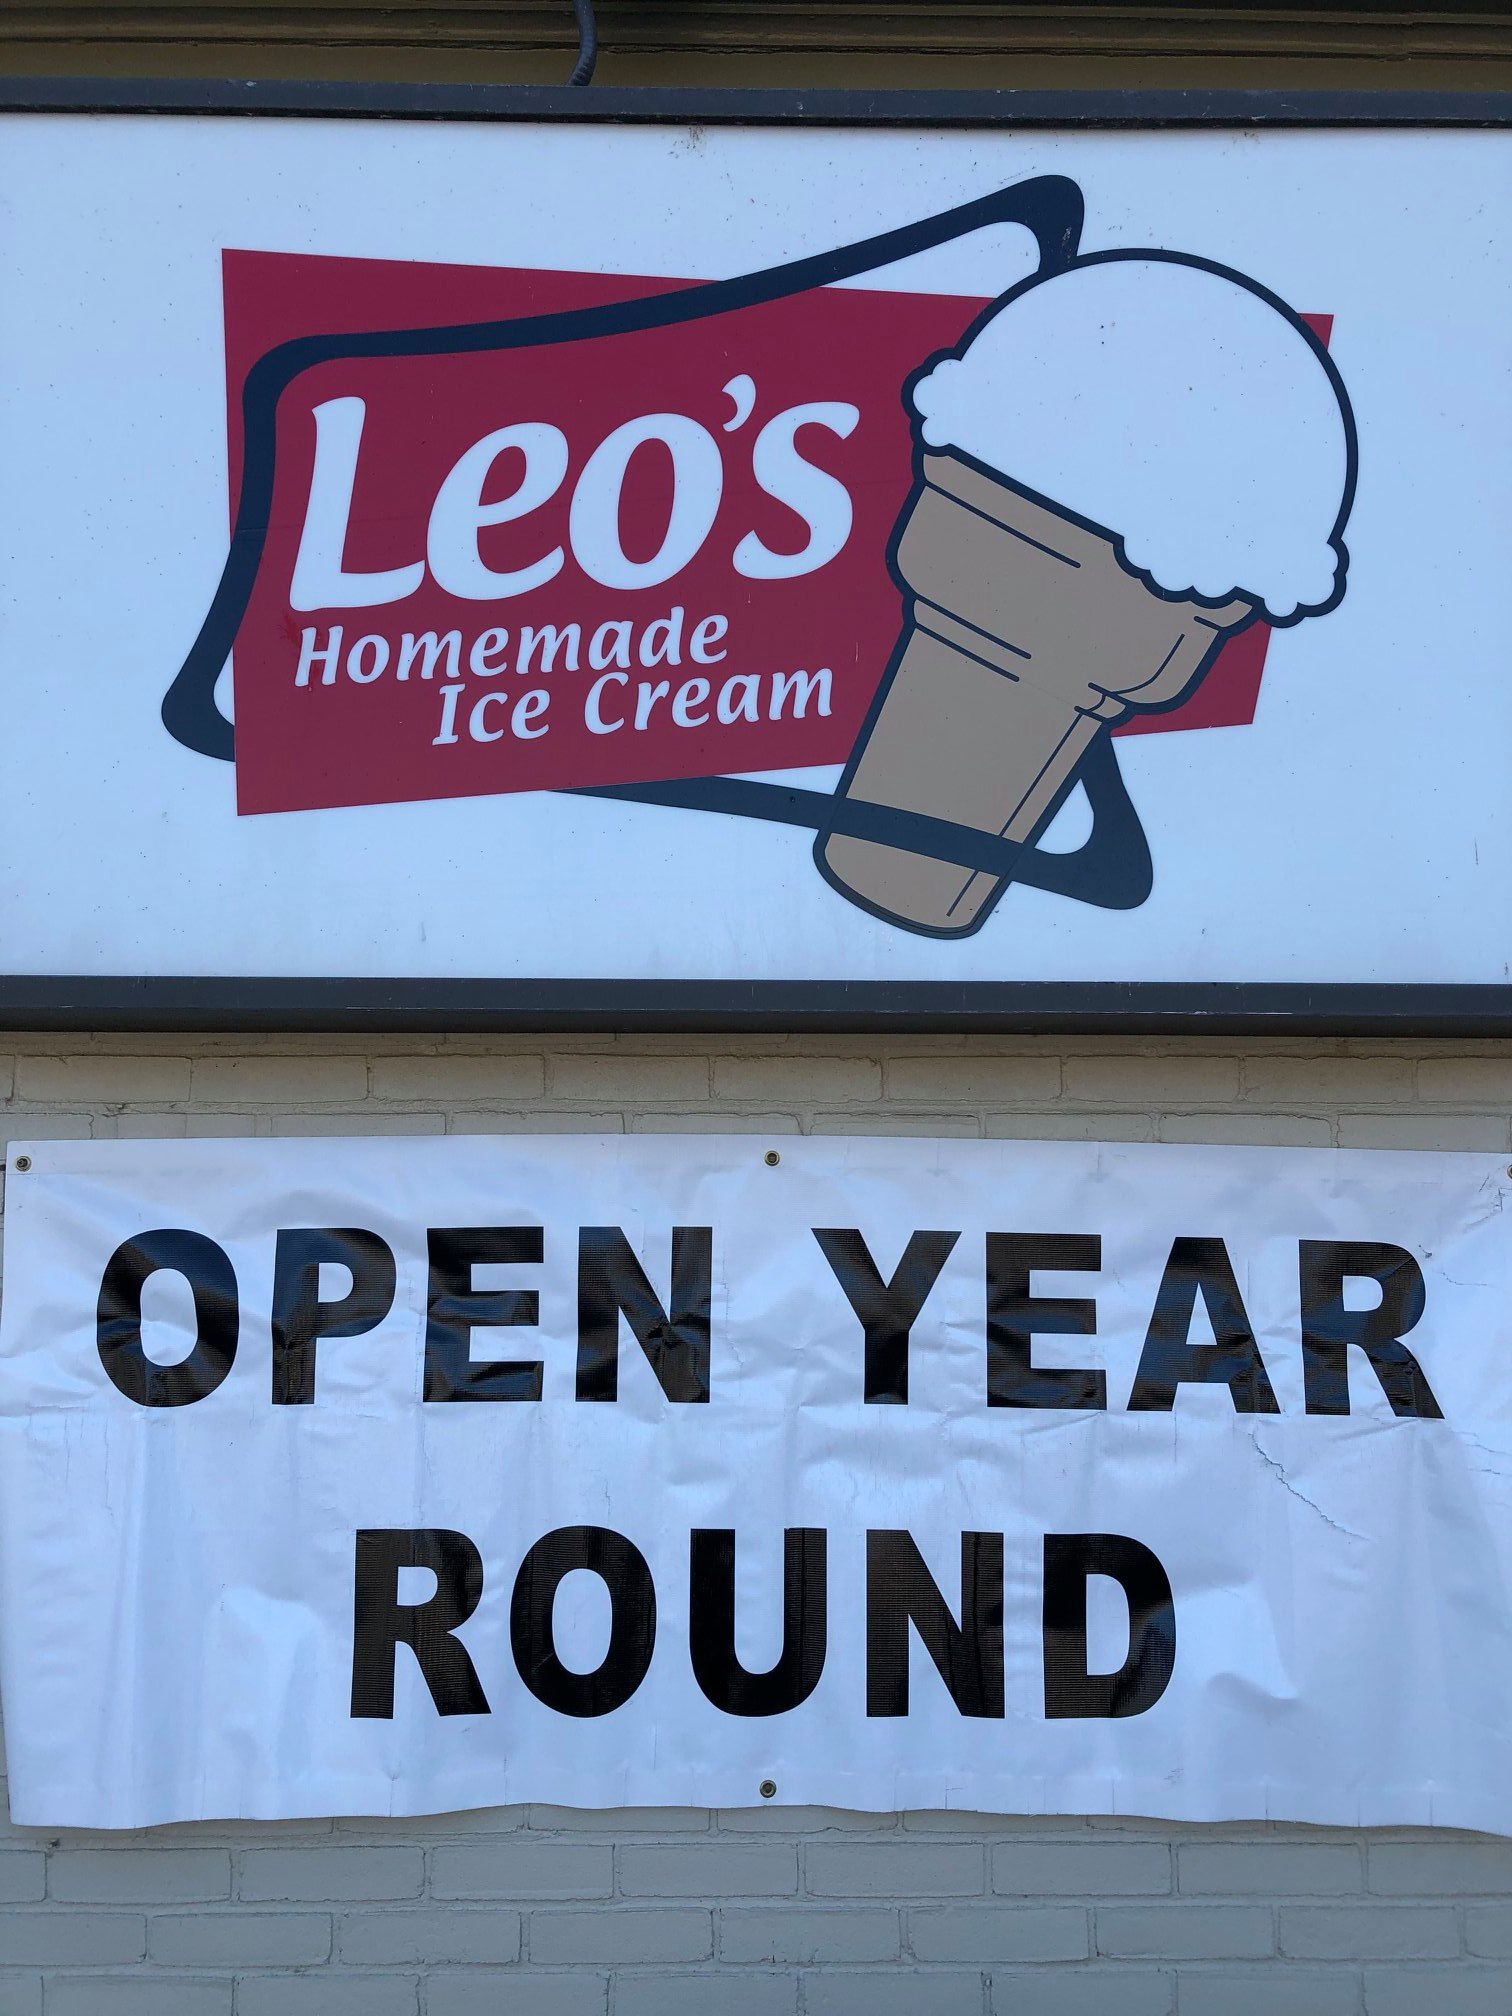 Leo's
Homemade
Ice Cream
OPEN YEAR
ROUND